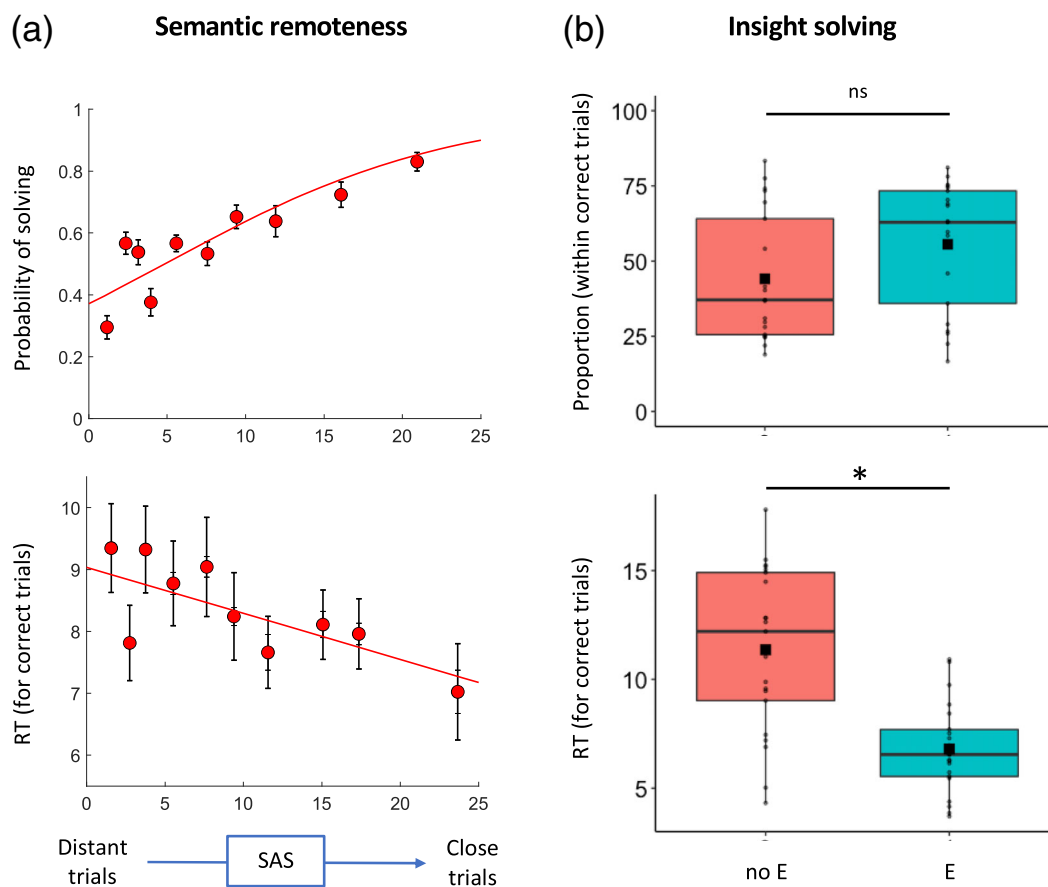 (a) Semantic remoteness
Probability of solving
1
0.8
0.6
0.4
0.2
0
0 5 10 15 20 25
RT (for correct trials)
10
9
8
7
6
0 5 10 15 20 25
Distant
trials
SAS
Close
trials
(b) Insight solving
ns
Proportion (within correct trials)
100
75
50
25
0
*
RT (for correct trials)
15
10
5
no E E